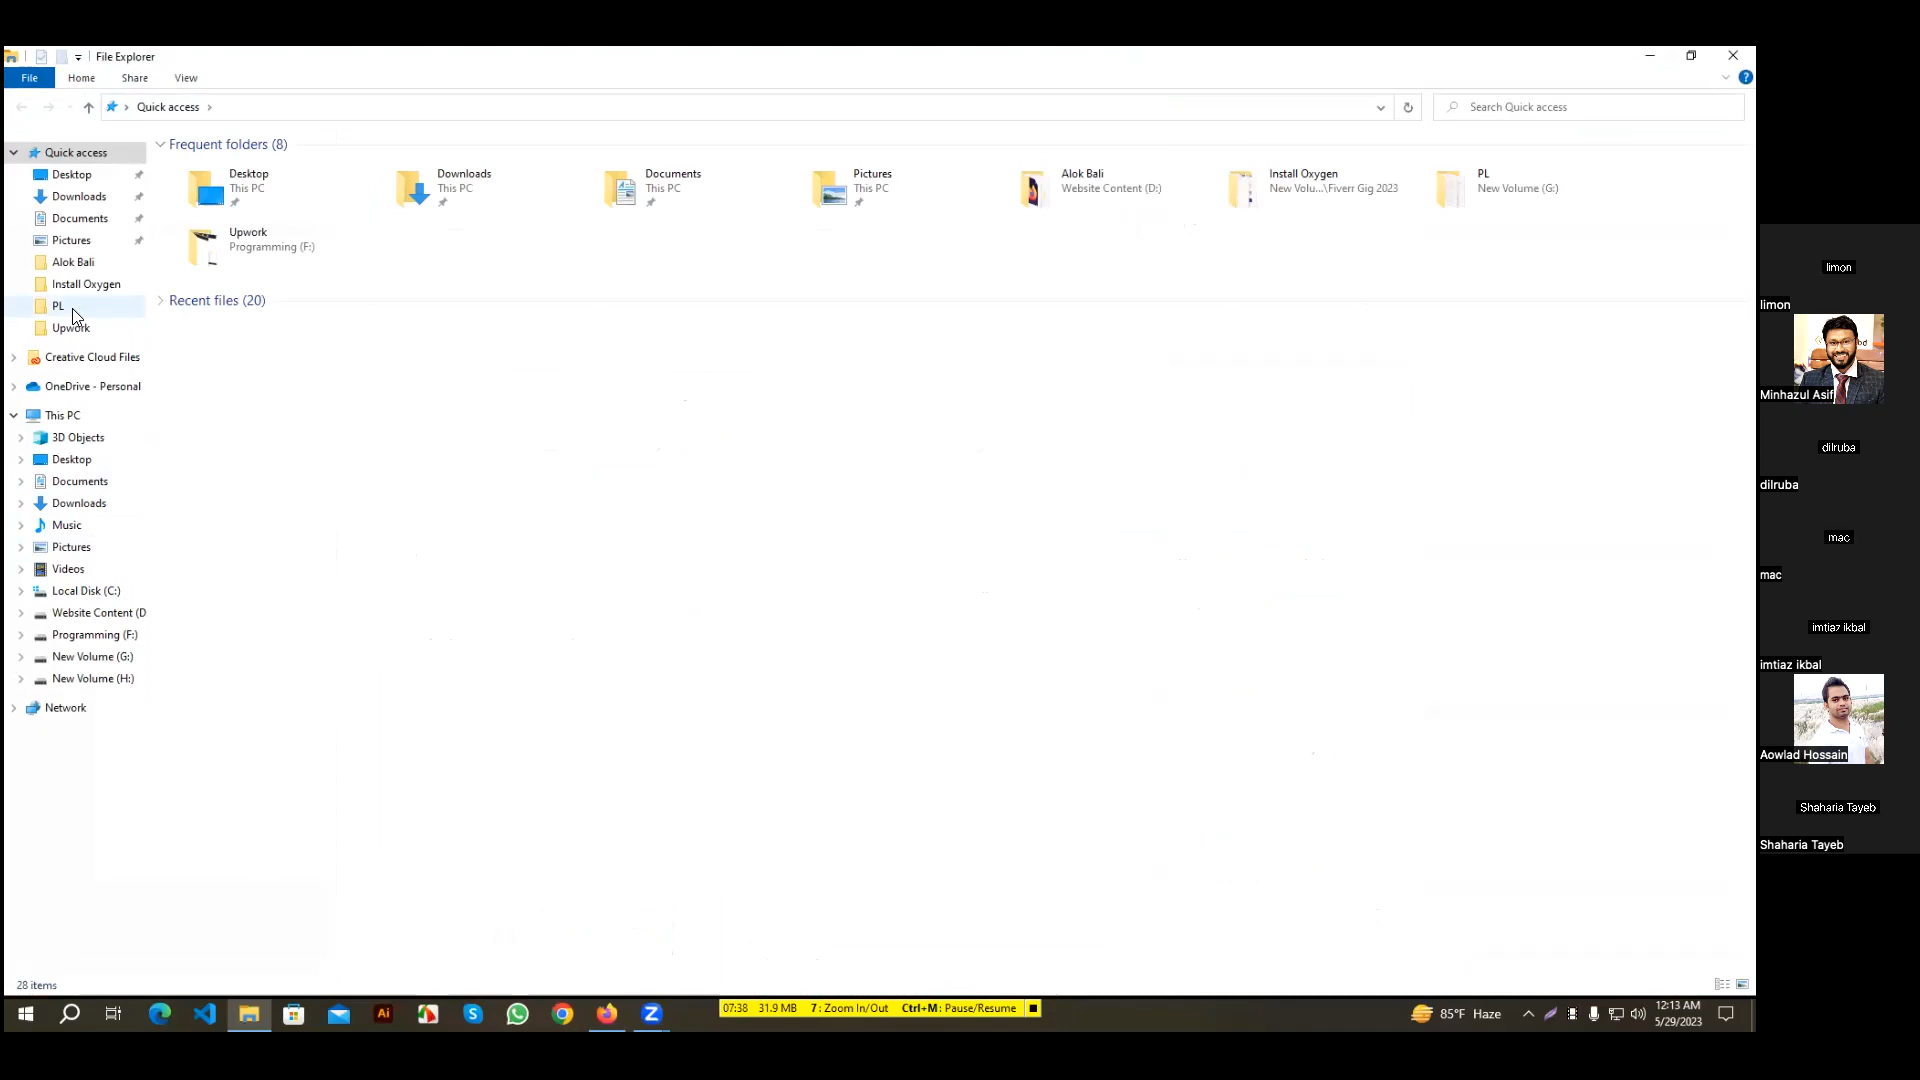 File Explorer
File Home Share View
Quick access
Search Quick access
Quick access
Desktop
Downloads
Documents
Pictures
Alok Bali
Install Oxygen
PL
Upwork
Creative Cloud Files
OneDrive - Personal
This PC
3D Objects
Desktop
Documents
Downloads
Music
Pictures
Videos
Local Disk (C:)
Website Content (D
Programming (F:)
New Volume (G:)
New Volume (H:)
Network
Frequent folders (8)
Desktop
This PC
Downloads
This PC
Documents
This PC
Pictures
This PC
Alok Bali
Website Content (D:)
Install Oxygen
New Volu...\Fiverr Gig 2023
PL
New Volume (G:)
Upwork
Programming (F:)
Recent files (20)
28 items
limon
limon
Minhazul Asif
dilruba
dilruba
mac
mac
imtiaz ikbal
imtiaz ikbal
Aowlad Hossain
Shaharia Tayeb
Shaharia Tayeb
Ai
07:38 31.9 MB 7 : Zoom In/Out Ctrl+M : Pause/Resume
85°F Haze
12:13 AM
5/29/2023